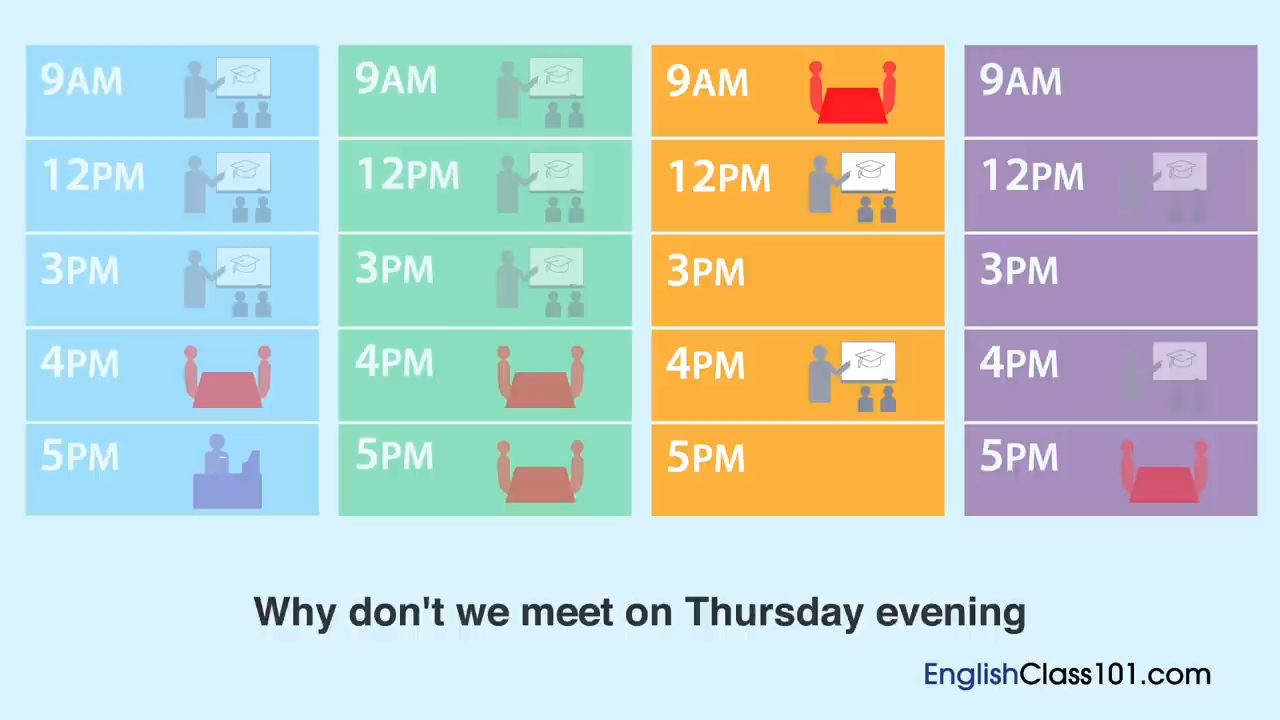 9AM 9AM 9AM 9AM
12PM 12PM 12PM 12PM
3PM 3PM 3PM 3PM
4PM 4PM 4PM 4PM
5PM 5PM 5PM 5PM
Why don't we meet on Thursday evening
EnglishClass101.com